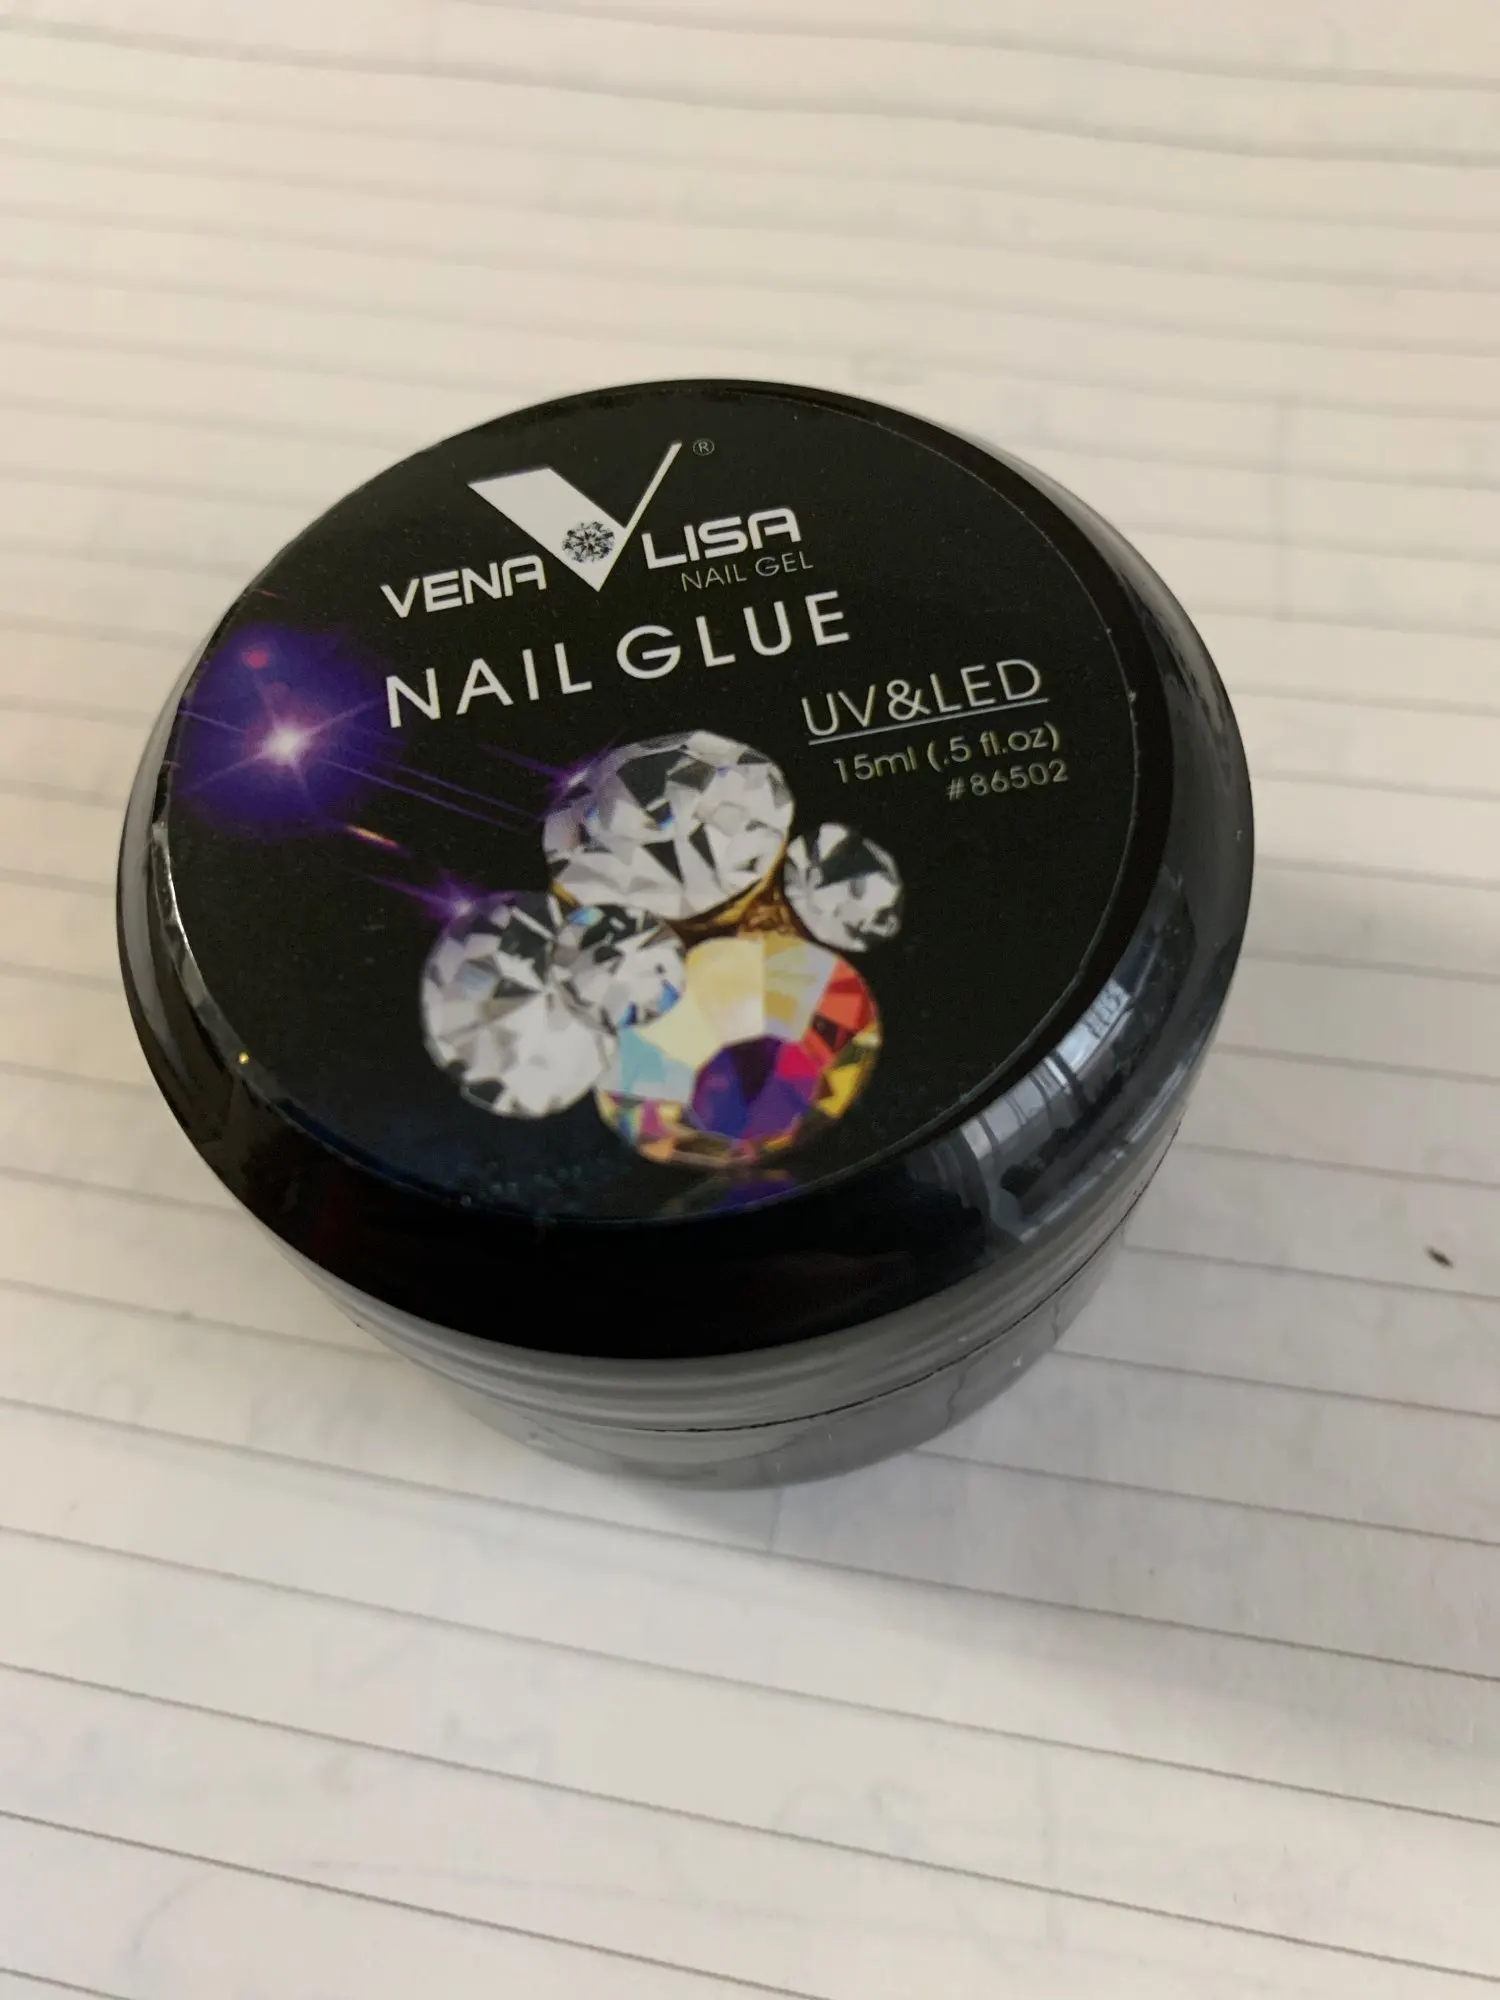 ®
VENA LISA
NAIL GEL
NAIL GLUE
UV&LED
15ml (.5 fl.oz)
#86502